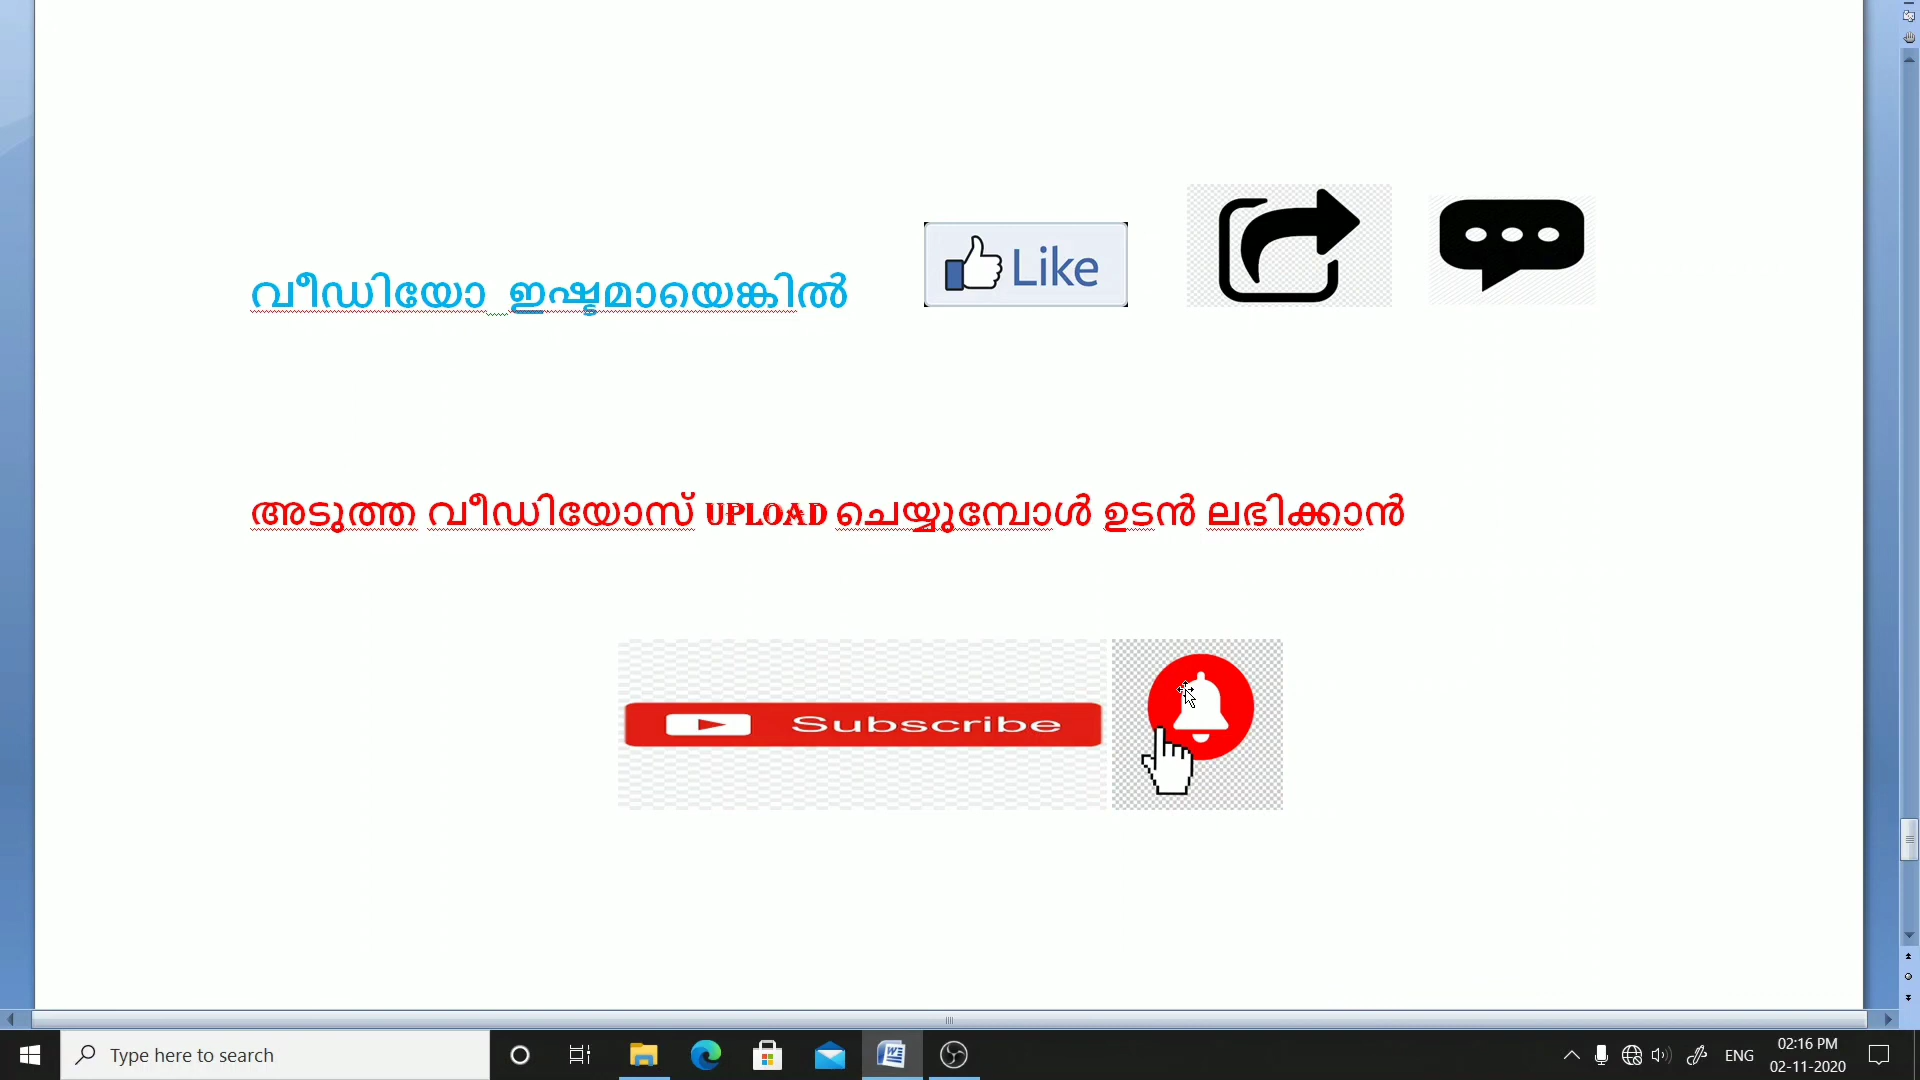 Like
വീഡിയോ ഇഷ്ടമായെങ്കിൽ
അടുത്ത വീഡിയോസ് UPLOAD ചെയ്യുമ്പോൾ ഉടൻ ലഭിക്കാൻ
Subscribe
Type here to search
ENG
02:16 PM
02-11-2020